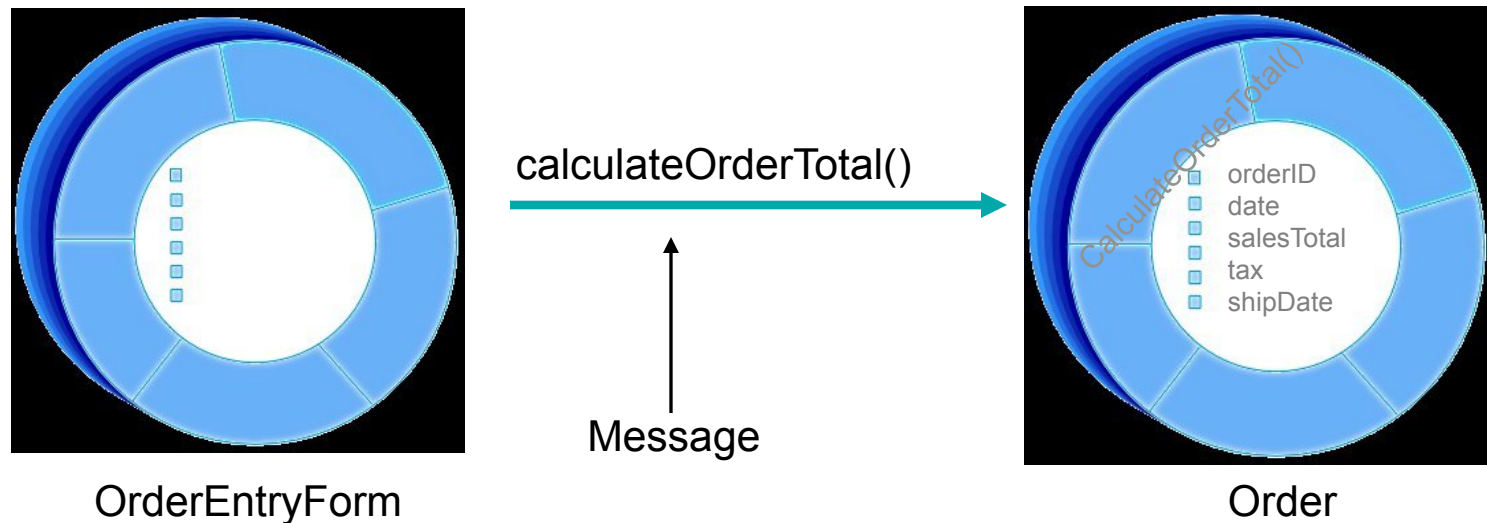 calculateOrderTotal()
CalculateOrderTotal()
orderID
date
salesTotal
tax
shipDate
Message
OrderEntryForm
Order